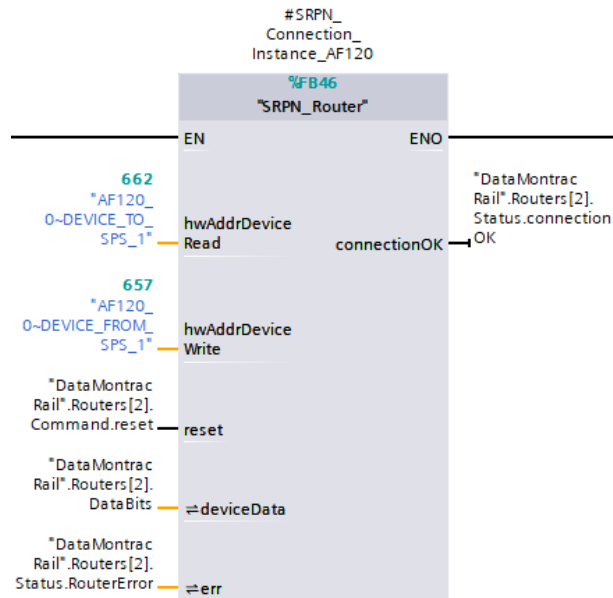 #SRPN_
Connection_
Instance_AF120
%FB46
"SRPN_Router"
EN
ENO
662
"AF120_
0~DEVICE_TO_
SPS_1"
hwAddrDevice
Read
"DataMontrac
Rail".Routers[2].
Status.connection
OK
connectionOK
657
"AF120_
0~DEVICE_FROM_
SPS_1"
hwAddrDevice
Write
"DataMontrac
Rail".Routers[2].
Command.reset
reset
"DataMontrac
Rail".Routers[2].
DataBits
⇌deviceData
"DataMontrac
Rail".Routers[2].
Status.RouterError
⇌err